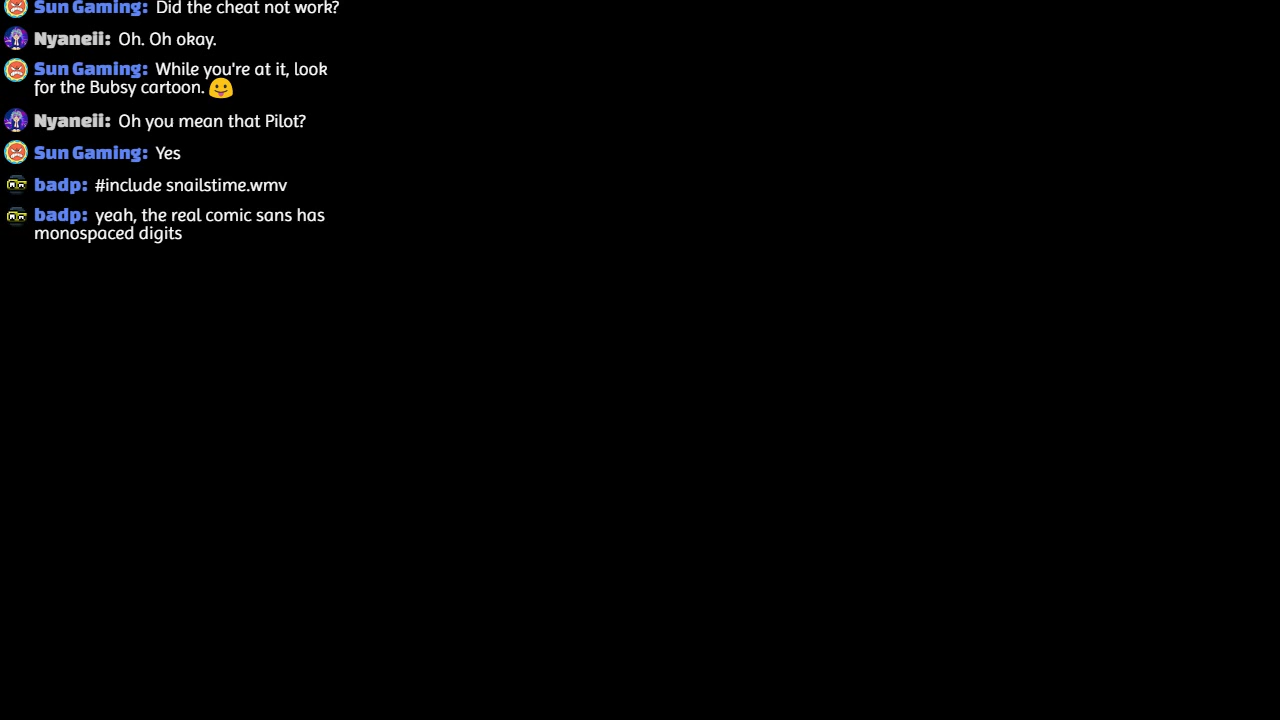 Sun Gaming: Did the cheat not work?
Nyaneii: Oh. Oh okay.
Sun Gaming: While you're at it, look
for the Bubsy cartoon. 😛
Nyaneii: Oh you mean that Pilot?
Sun Gaming: Yes
badp: #include snailstime.wmv
badp: yeah, the real comic sans has
monospaced digits